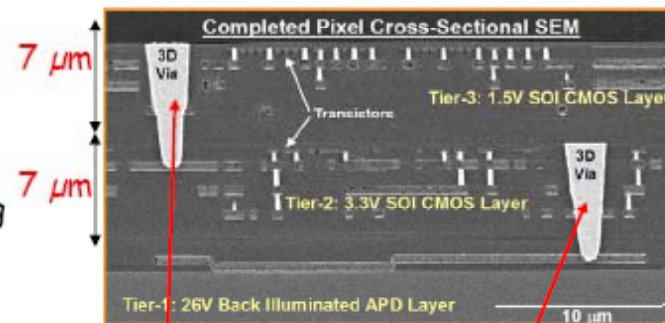 Completed Pixel Cross-Sectional SEM
7 μm
3D
Via
Tier-3: 1.5V SOI CMOS Layer
Transistors
7 μm
3D
Via
Tier-2: 3.3V SOI CMOS Layer
Tier-1: 26V Back Illuminated APD Layer
10 μm